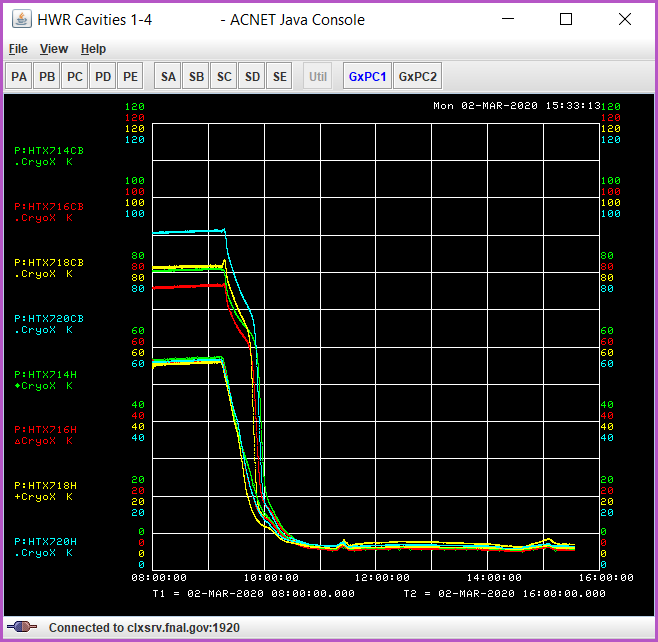 HWR Cavities 1-4 - ACNET Java Console
File View Help
PA PB PC PD PE SA SB SC SD SE Util GxPC1 GxPC2
Mon 02-MAR-2020 15:33:13
120 120
120 120
120 120
120 120
P:HTX714CB
.CryoX K
100 100
100 100
100 100
100 100
P:HTX716CB
.CryoX K
80 80
80 80
80 80
80 80
P:HTX718CB
.CryoX K
60 60
60 60
60 60
60 60
P:HTX720CB
.CryoX K
40 40
40 40
40 40
40 40
P:HTX714H
◆CryoX K
20 20
20 20
20 20
20 20
P:HTX716H
△CryoX K
0 0
0 0
0 0
0 0
P:HTX718H
+CryoX K
P:HTX720H
.CryoX K
08:00:00 10:00:00 12:00:00 14:00:00 16:00:00
T1 = 02-MAR-2020 08:00:00.000 T2 = 02-MAR-2020 16:00:00.000
Connected to clxsrv.fnal.gov:1920